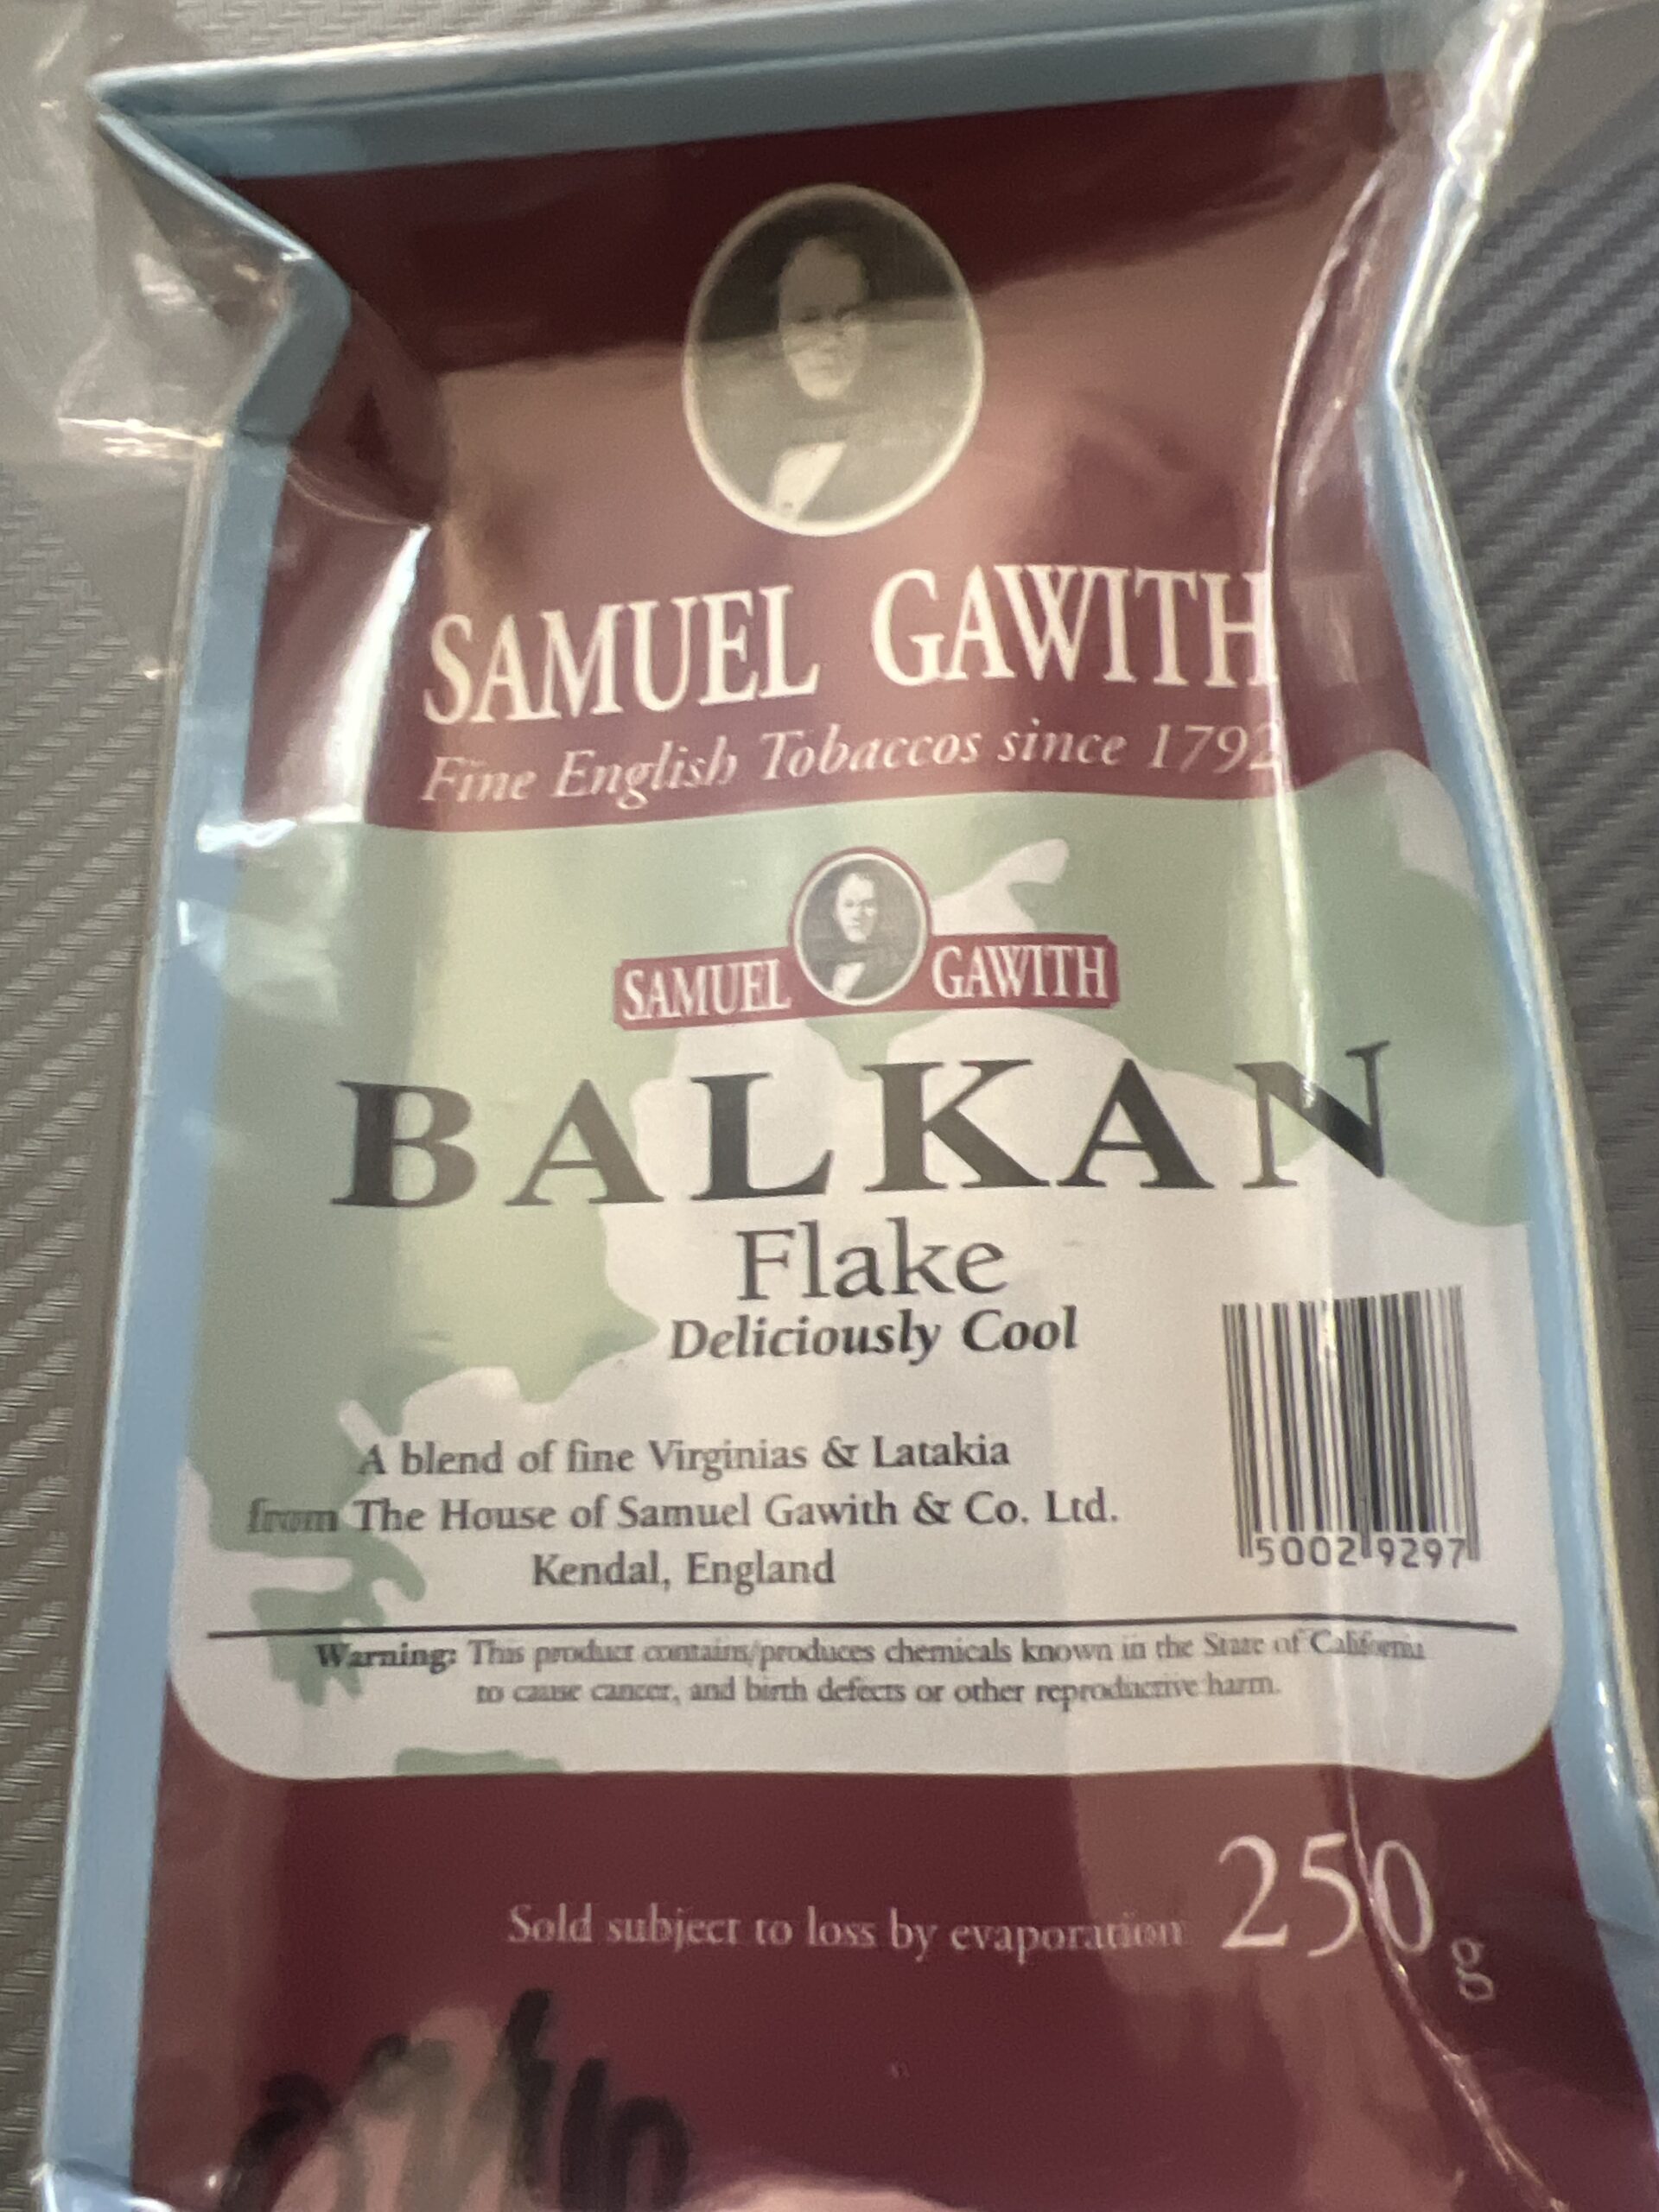 SAMUEL GAWITH
Fine English Tobaccos since 1792
SAMUEL GAWITH
BALKAN
Flake
Deliciously Cool
A blend of fine Virginias & Latakia
from The House of Samuel Gawith & Co. Ltd.
Kendal, England
5002 9297
Warning: This product contains/produces chemicals known in the State of California
to cause cancer, and birth defects or other reproductive harm.
Sold subject to loss by evaporation 250g